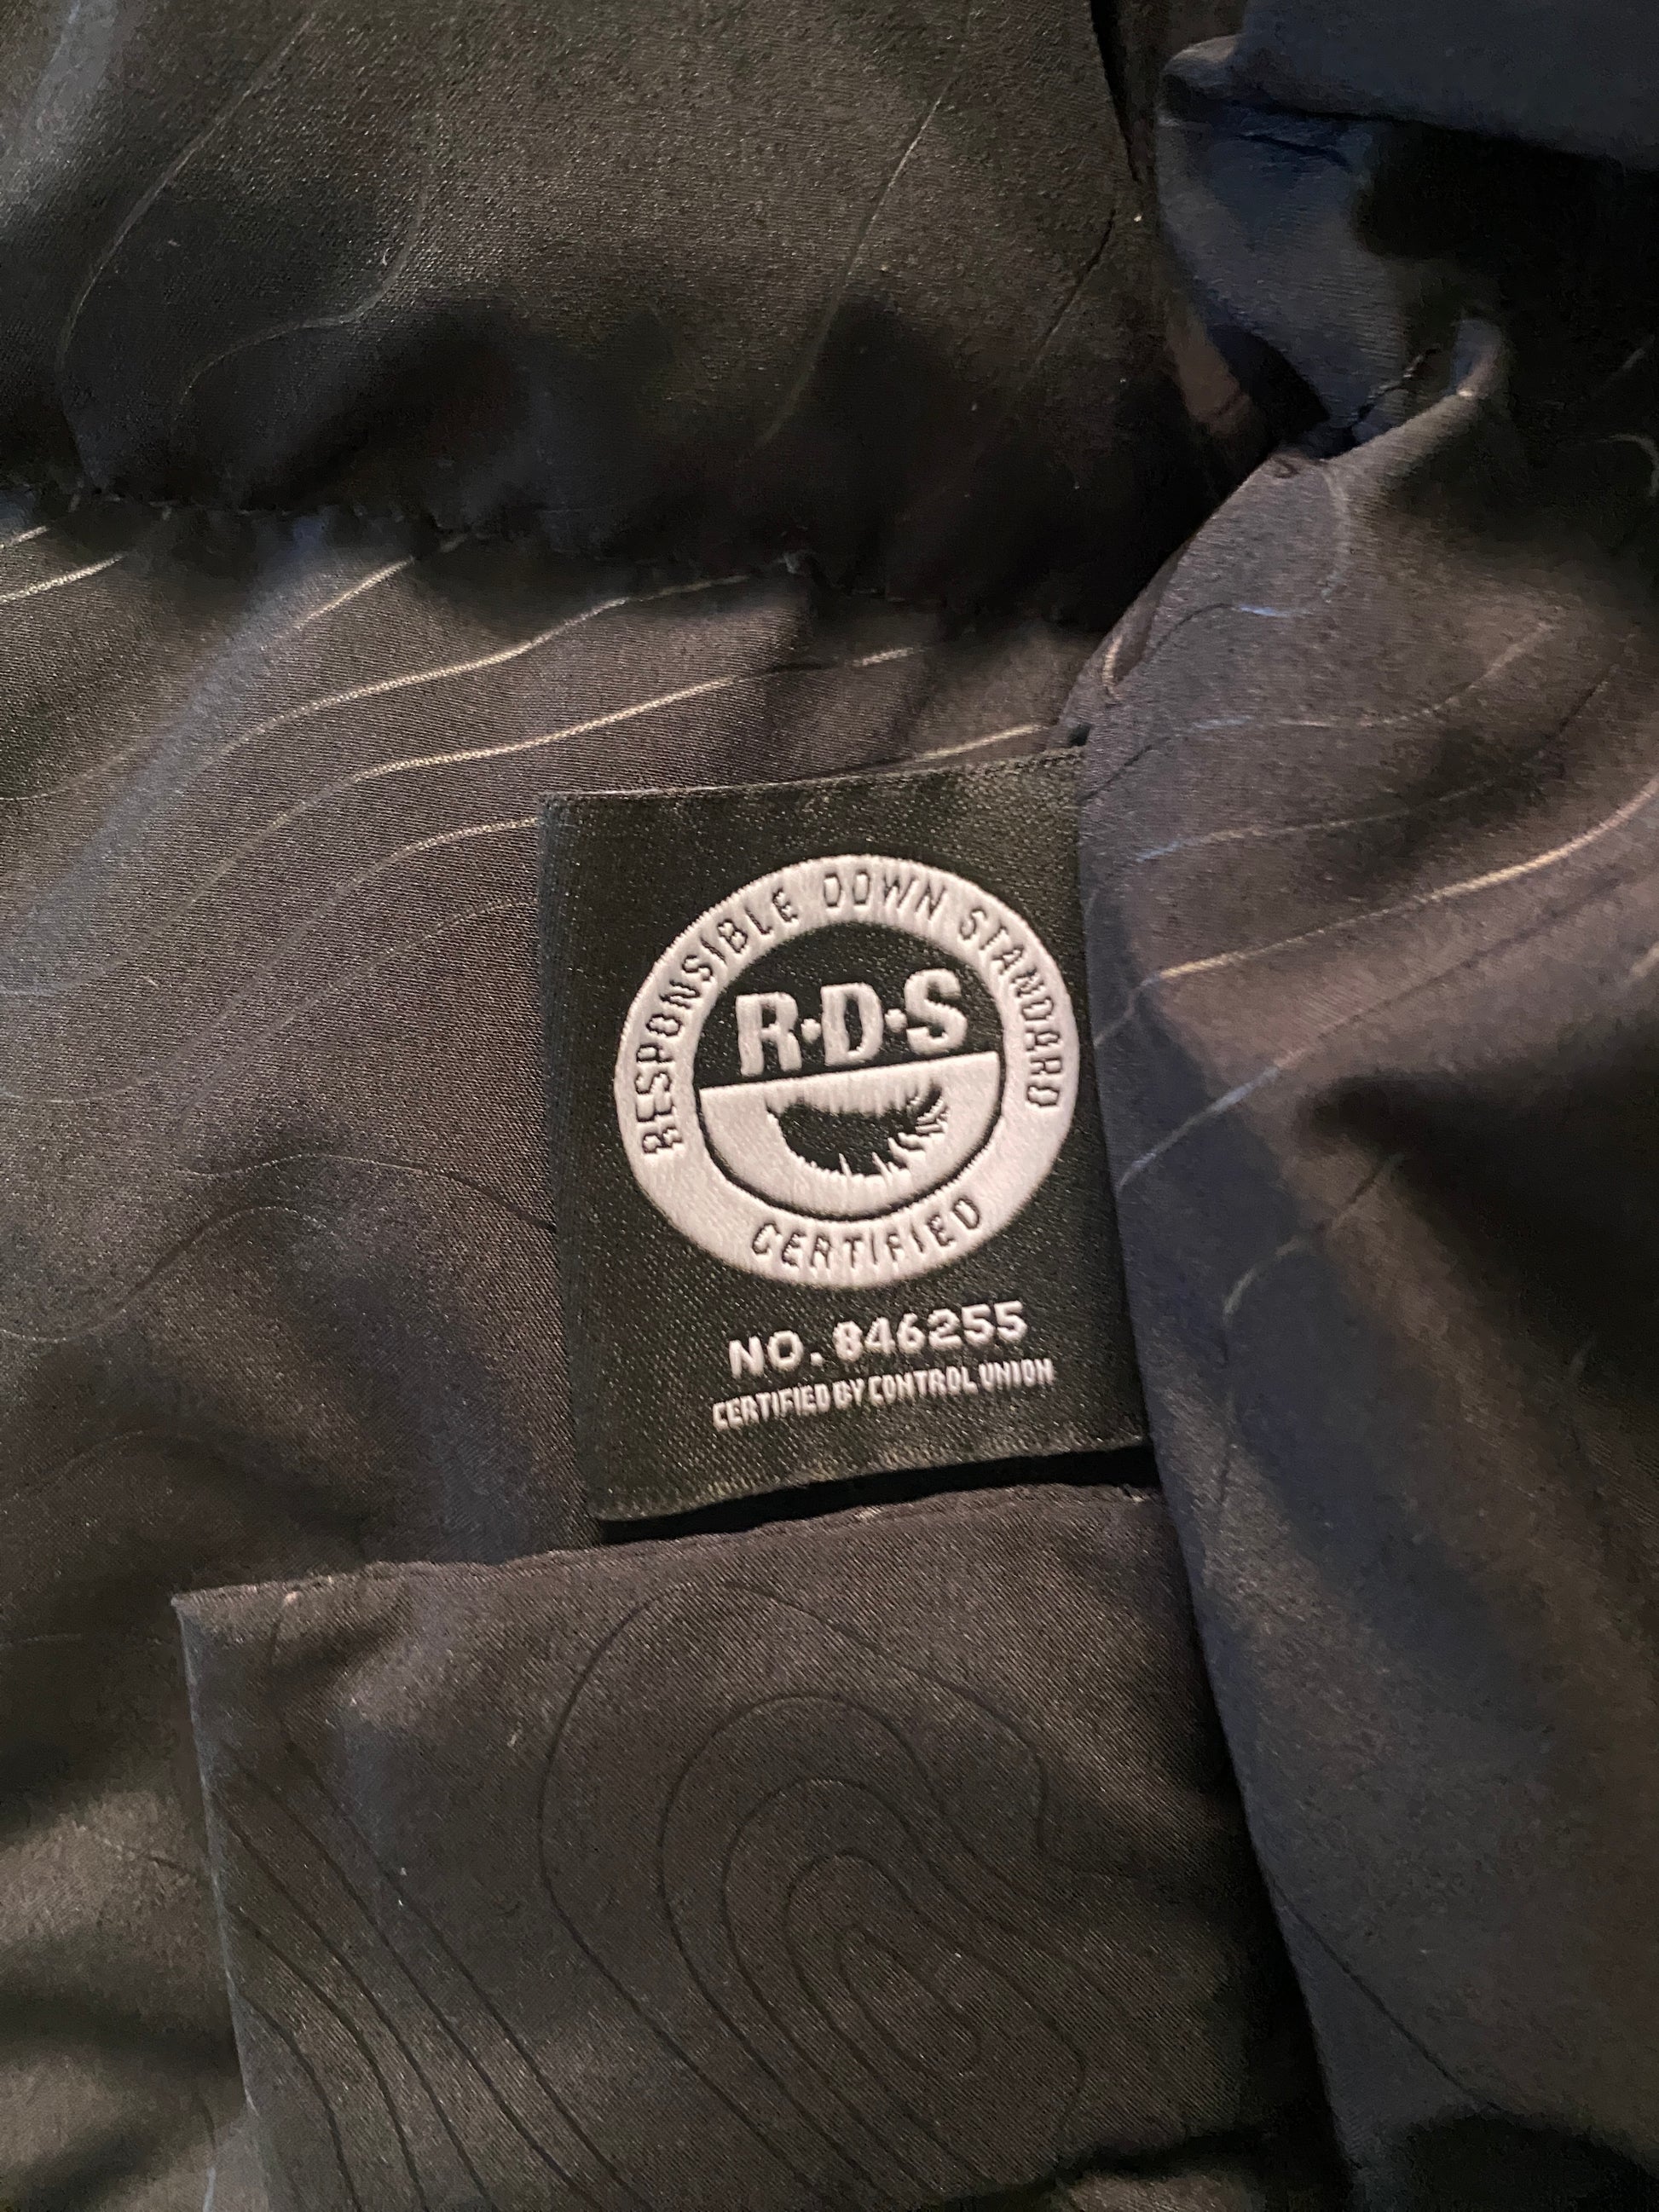 RESPONSIBLE DOWN STANDARD
R·D·S
CERTIFIED
NO. 846255
CERTIFIED BY CONTROL UNION